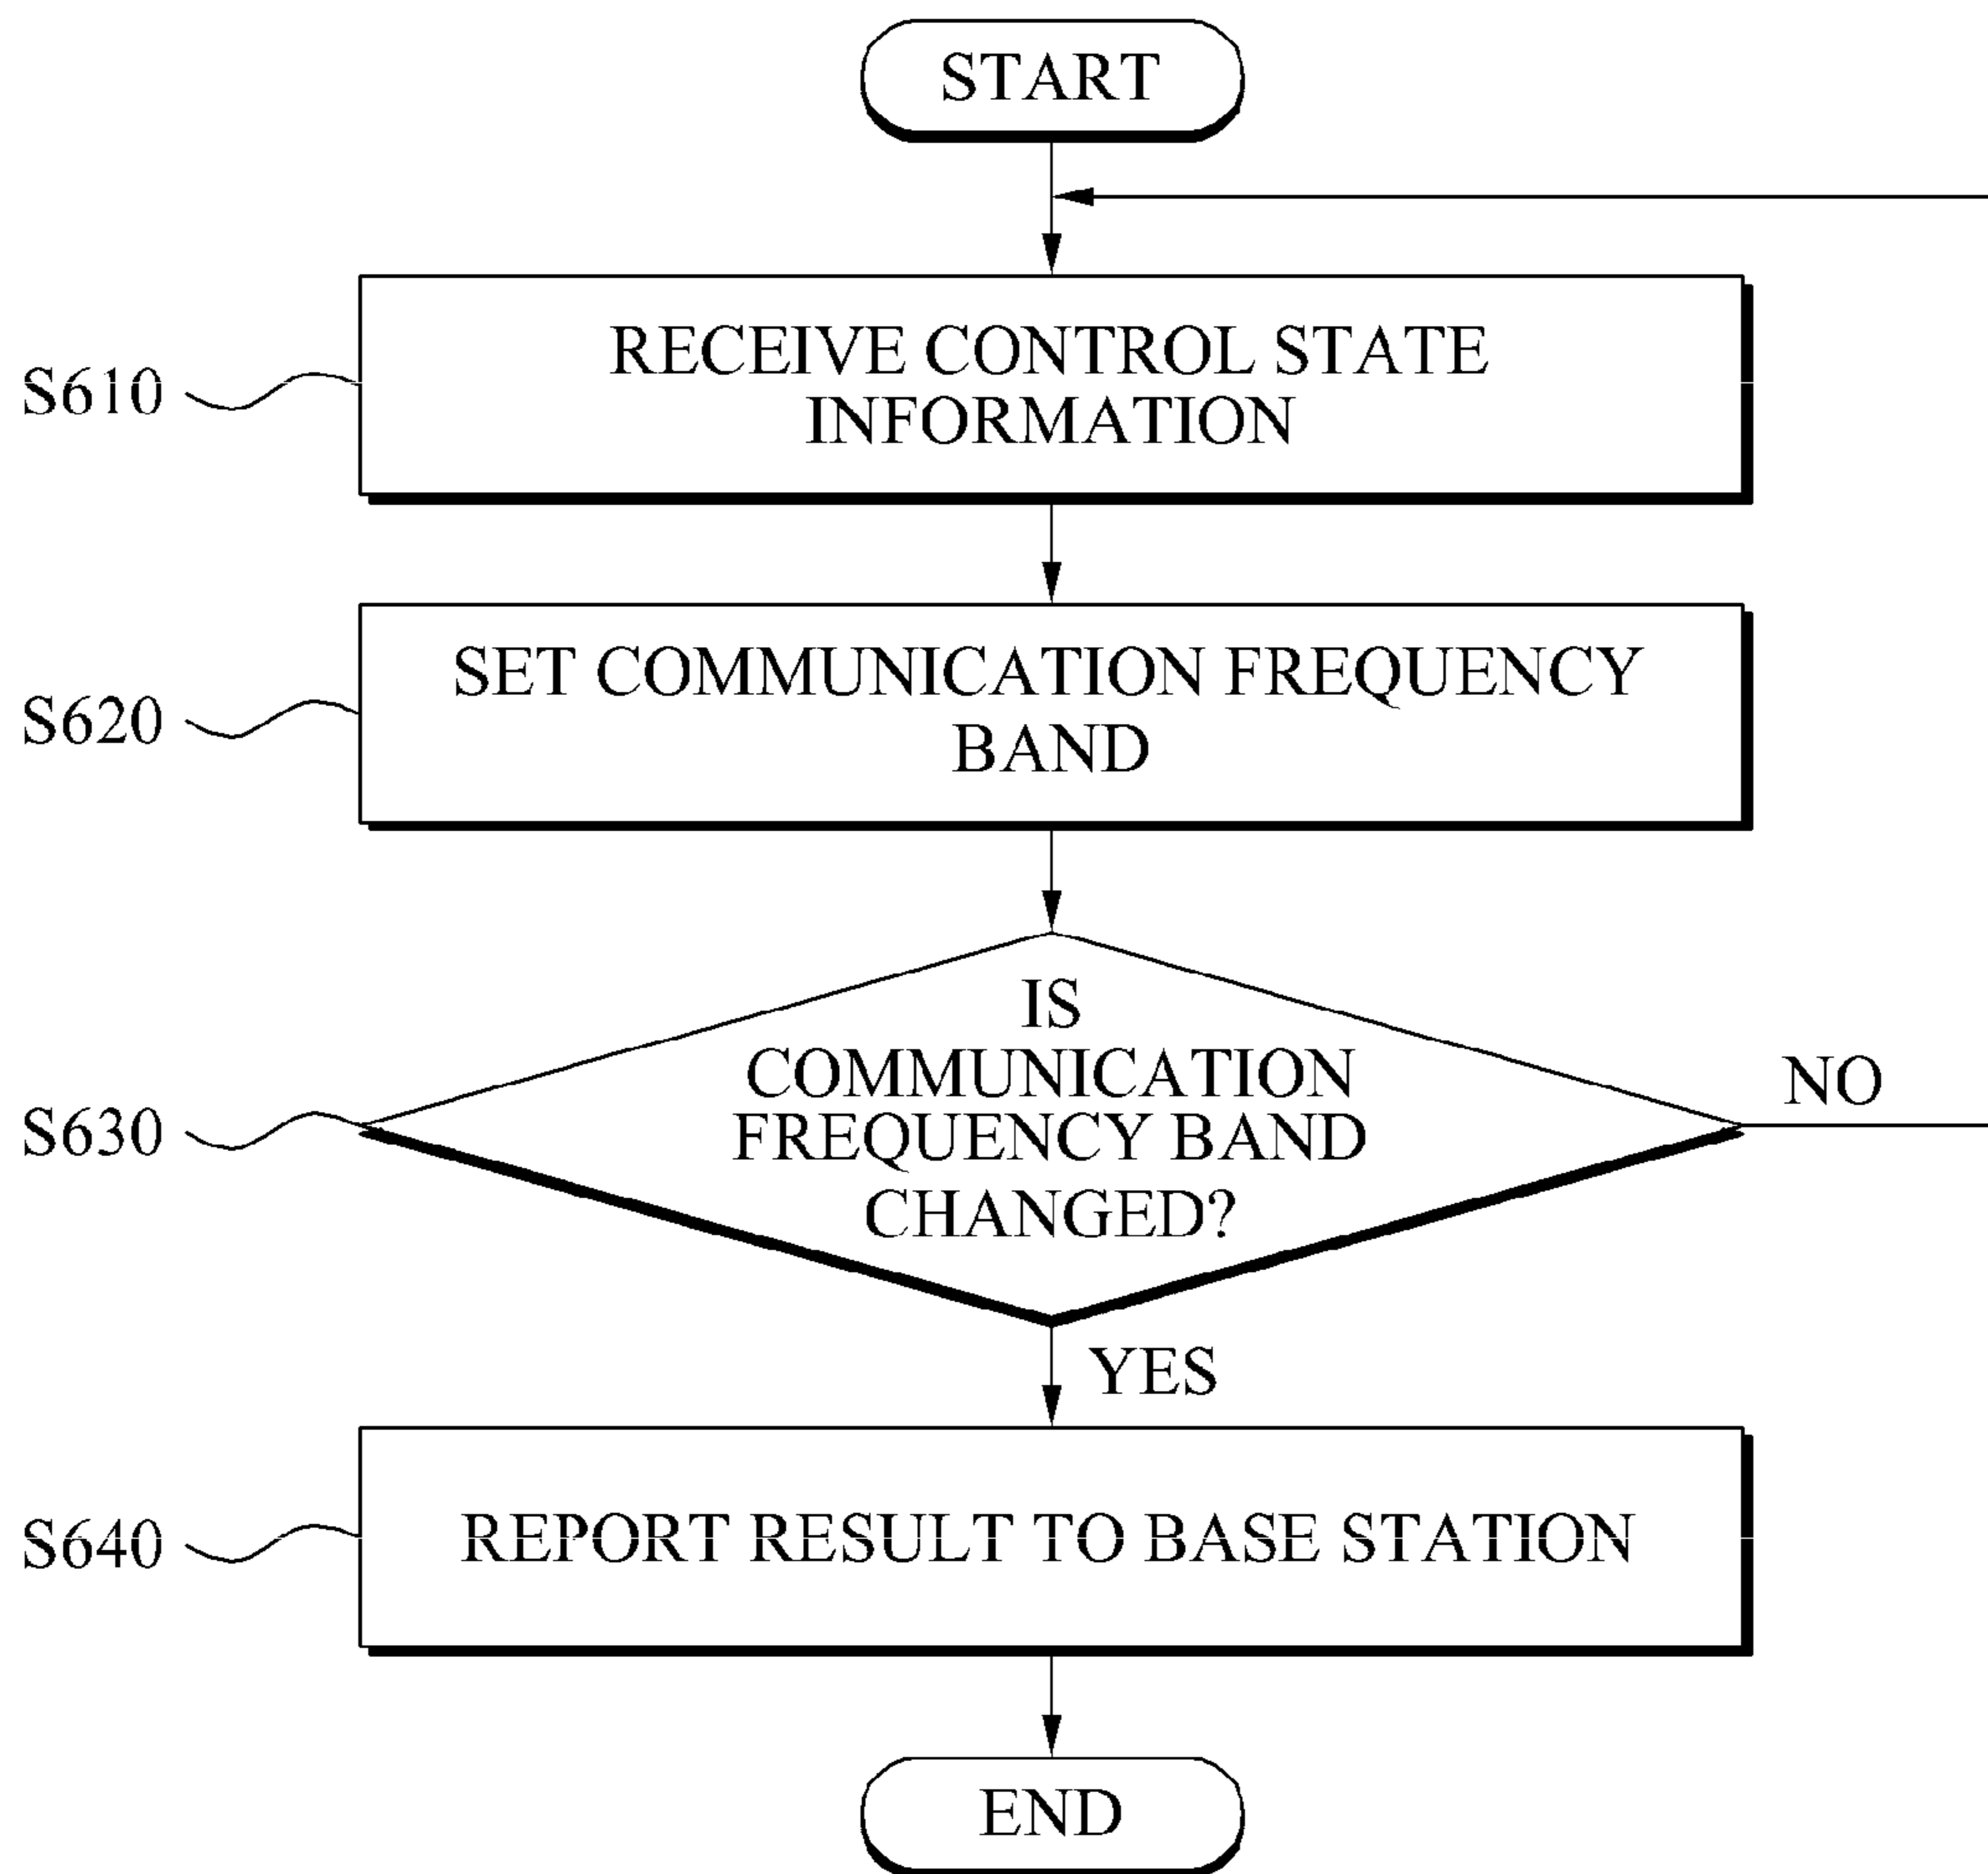 START
S610
RECEIVE CONTROL STATE
INFORMATION
S620
SET COMMUNICATION FREQUENCY
BAND
S630
IS
COMMUNICATION
FREQUENCY BAND
CHANGED?
NO
YES
S640
REPORT RESULT TO BASE STATION
END